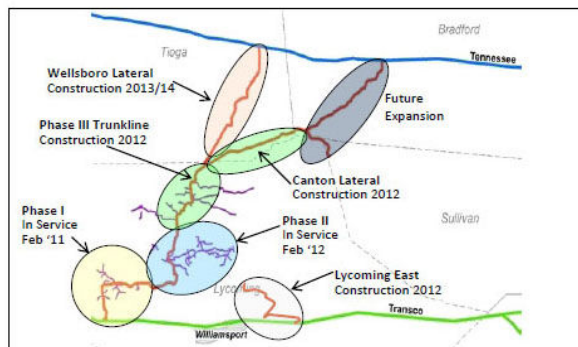 Bradford
Tioga
Tennessee
Wellsboro Lateral
Construction 2013/14
Future
Expansion
Phase III Trunkline
Construction 2012
Canton Lateral
Construction 2012
Sullivan
Phase I
In Service
Feb ‘11
Phase II
In Service
Feb ‘12
Lycoming
Lycoming East
Construction 2012
Transco
Williamsport